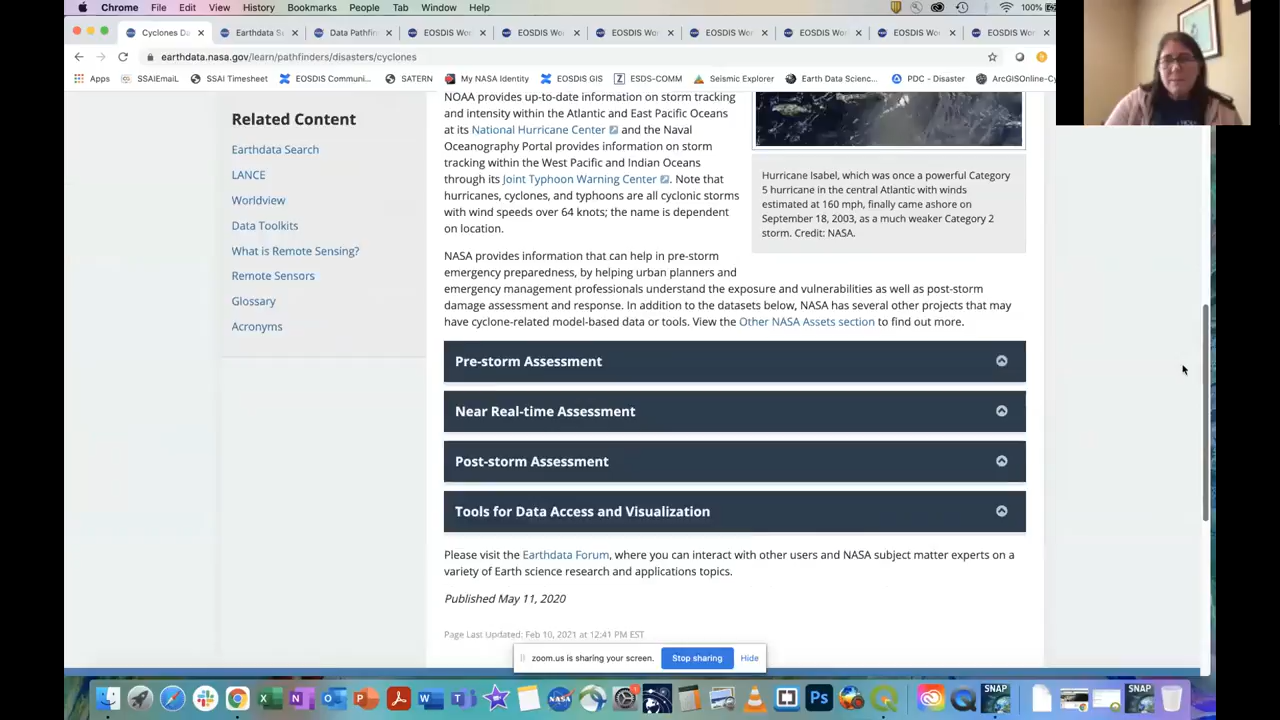 Chrome File Edit View History Bookmarks People Tab Window Help 100%
Cyclones Da Earthdata Se Data Pathfin EOSDIS Wor EOSDIS Wor EOSDIS Wor EOSDIS Wor EOSDIS Wor EOSDIS Wor EOSDIS Wor
earthdata.nasa.gov/learn/pathfinders/disasters/cyclones
Apps SSAIEmaiL SSAI Timesheet EOSDIS Communi... SATERN My NASA Identity EOSDIS GIS ESDS-COMM Seismic Explorer Earth Data Scienc... PDC - Disaster ArcGISOnline-Cy
Related Content
Earthdata Search
LANCE
Worldview
Data Toolkits
What is Remote Sensing?
Remote Sensors
Glossary
Acronyms
NOAA provides up-to-date information on storm tracking
and intensity within the Atlantic and East Pacific Oceans
at its National Hurricane Center and the Naval
Oceanography Portal provides information on storm
tracking within the West Pacific and Indian Oceans
through its Joint Typhoon Warning Center . Note that
hurricanes, cyclones, and typhoons are all cyclonic storms
with wind speeds over 64 knots; the name is dependent
on location.
Hurricane Isabel, which was once a powerful Category
5 hurricane in the central Atlantic with winds
estimated at 160 mph, finally came ashore on
September 18, 2003, as a much weaker Category 2
storm. Credit: NASA.
NASA provides information that can help in pre-storm
emergency preparedness, by helping urban planners and
emergency management professionals understand the exposure and vulnerabilities as well as post-storm
damage assessment and response. In addition to the datasets below, NASA has several other projects that may
have cyclone-related model-based data or tools. View the Other NASA Assets section to find out more.
Pre-storm Assessment
Near Real-time Assessment
Post-storm Assessment
Tools for Data Access and Visualization
Please visit the Earthdata Forum, where you can interact with other users and NASA subject matter experts on a
variety of Earth science research and applications topics.
Published May 11, 2020
Page Last Updated: Feb 10, 2021 at 12:41 PM EST
zoom.us is sharing your screen. Stop sharing Hide
SNAP SNAP